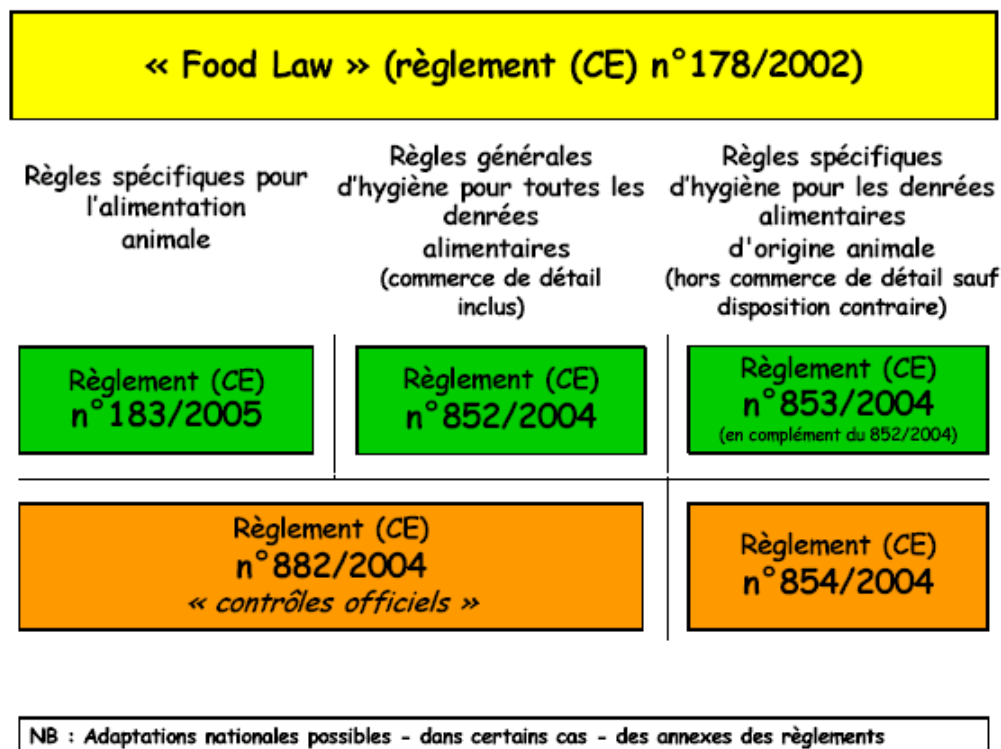 « Food Law » (règlement (CE) n°178/2002)
Règles spécifiques pour
l'alimentation
animale
Règles générales
d'hygiène pour toutes les
denrées
alimentaires
(commerce de détail
inclus)
Règles spécifiques
d'hygiène pour les denrées
alimentaires
d'origine animale
(hors commerce de détail sauf
disposition contraire)
Règlement (CE)
n°183/2005
Règlement (CE)
n°852/2004
Règlement (CE)
n°853/2004
(en complément du 852/2004)
Règlement (CE)
n°882/2004
« contrôles officiels »
Règlement (CE)
n°854/2004
NB : Adaptations nationales possibles - dans certains cas - des annexes des règlements